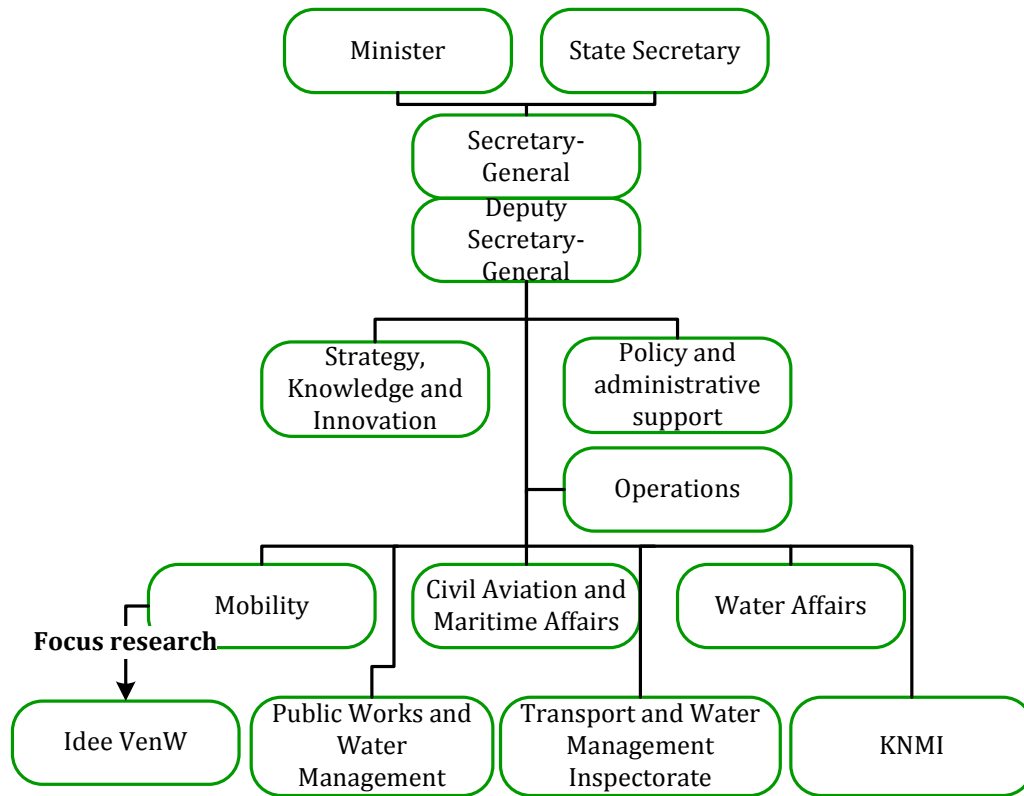 Minister
State Secretary
Secretary-
General
Deputy
Secretary-
General
Strategy,
Knowledge and
Innovation
Policy and
administrative
support
Operations
Mobility
Civil Aviation and
Maritime Affairs
Water Affairs
Focus research
Idee VenW
Public Works and
Water
Management
Transport and Water
Management
Inspectorate
KNMI